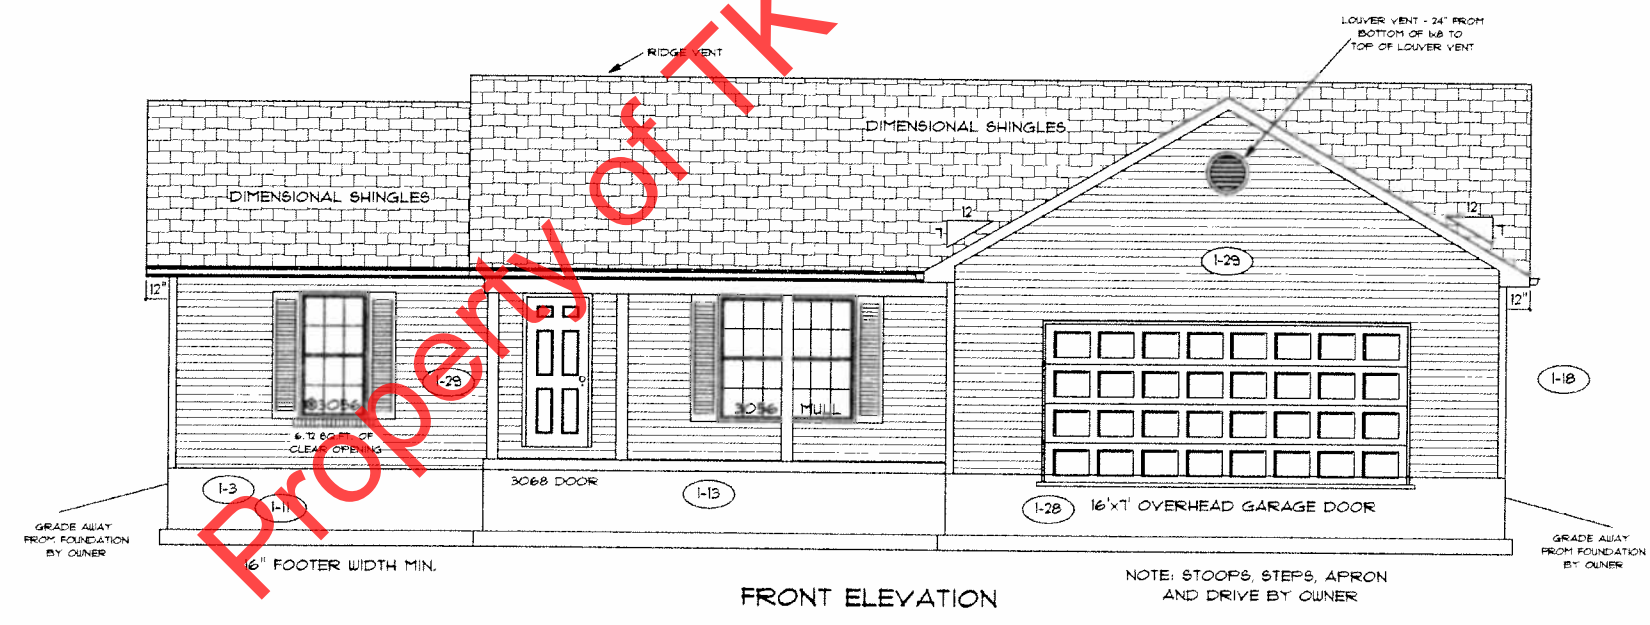 LOUVER VENT - 24" FROM
BOTTOM OF 1x8 TO
TOP OF LOUVER VENT
RIDGE VENT
DIMENSIONAL SHINGLES
DIMENSIONAL SHINGLES
12
7
12
7
1-29
12"
12"
1-29
1-18
3056
3056 MULL
6.72 SQ.FT. OF
CLEAR OPENING
3068 DOOR
1-3
1-11
1-13
1-28
16'x7' OVERHEAD GARAGE DOOR
GRADE AWAY
FROM FOUNDATION
BY OWNER
GRADE AWAY
FROM FOUNDATION
BY OWNER
16" FOOTER WIDTH MIN.
NOTE: STOOPS, STEPS, APRON
AND DRIVE BY OWNER
FRONT ELEVATION
Property of TK